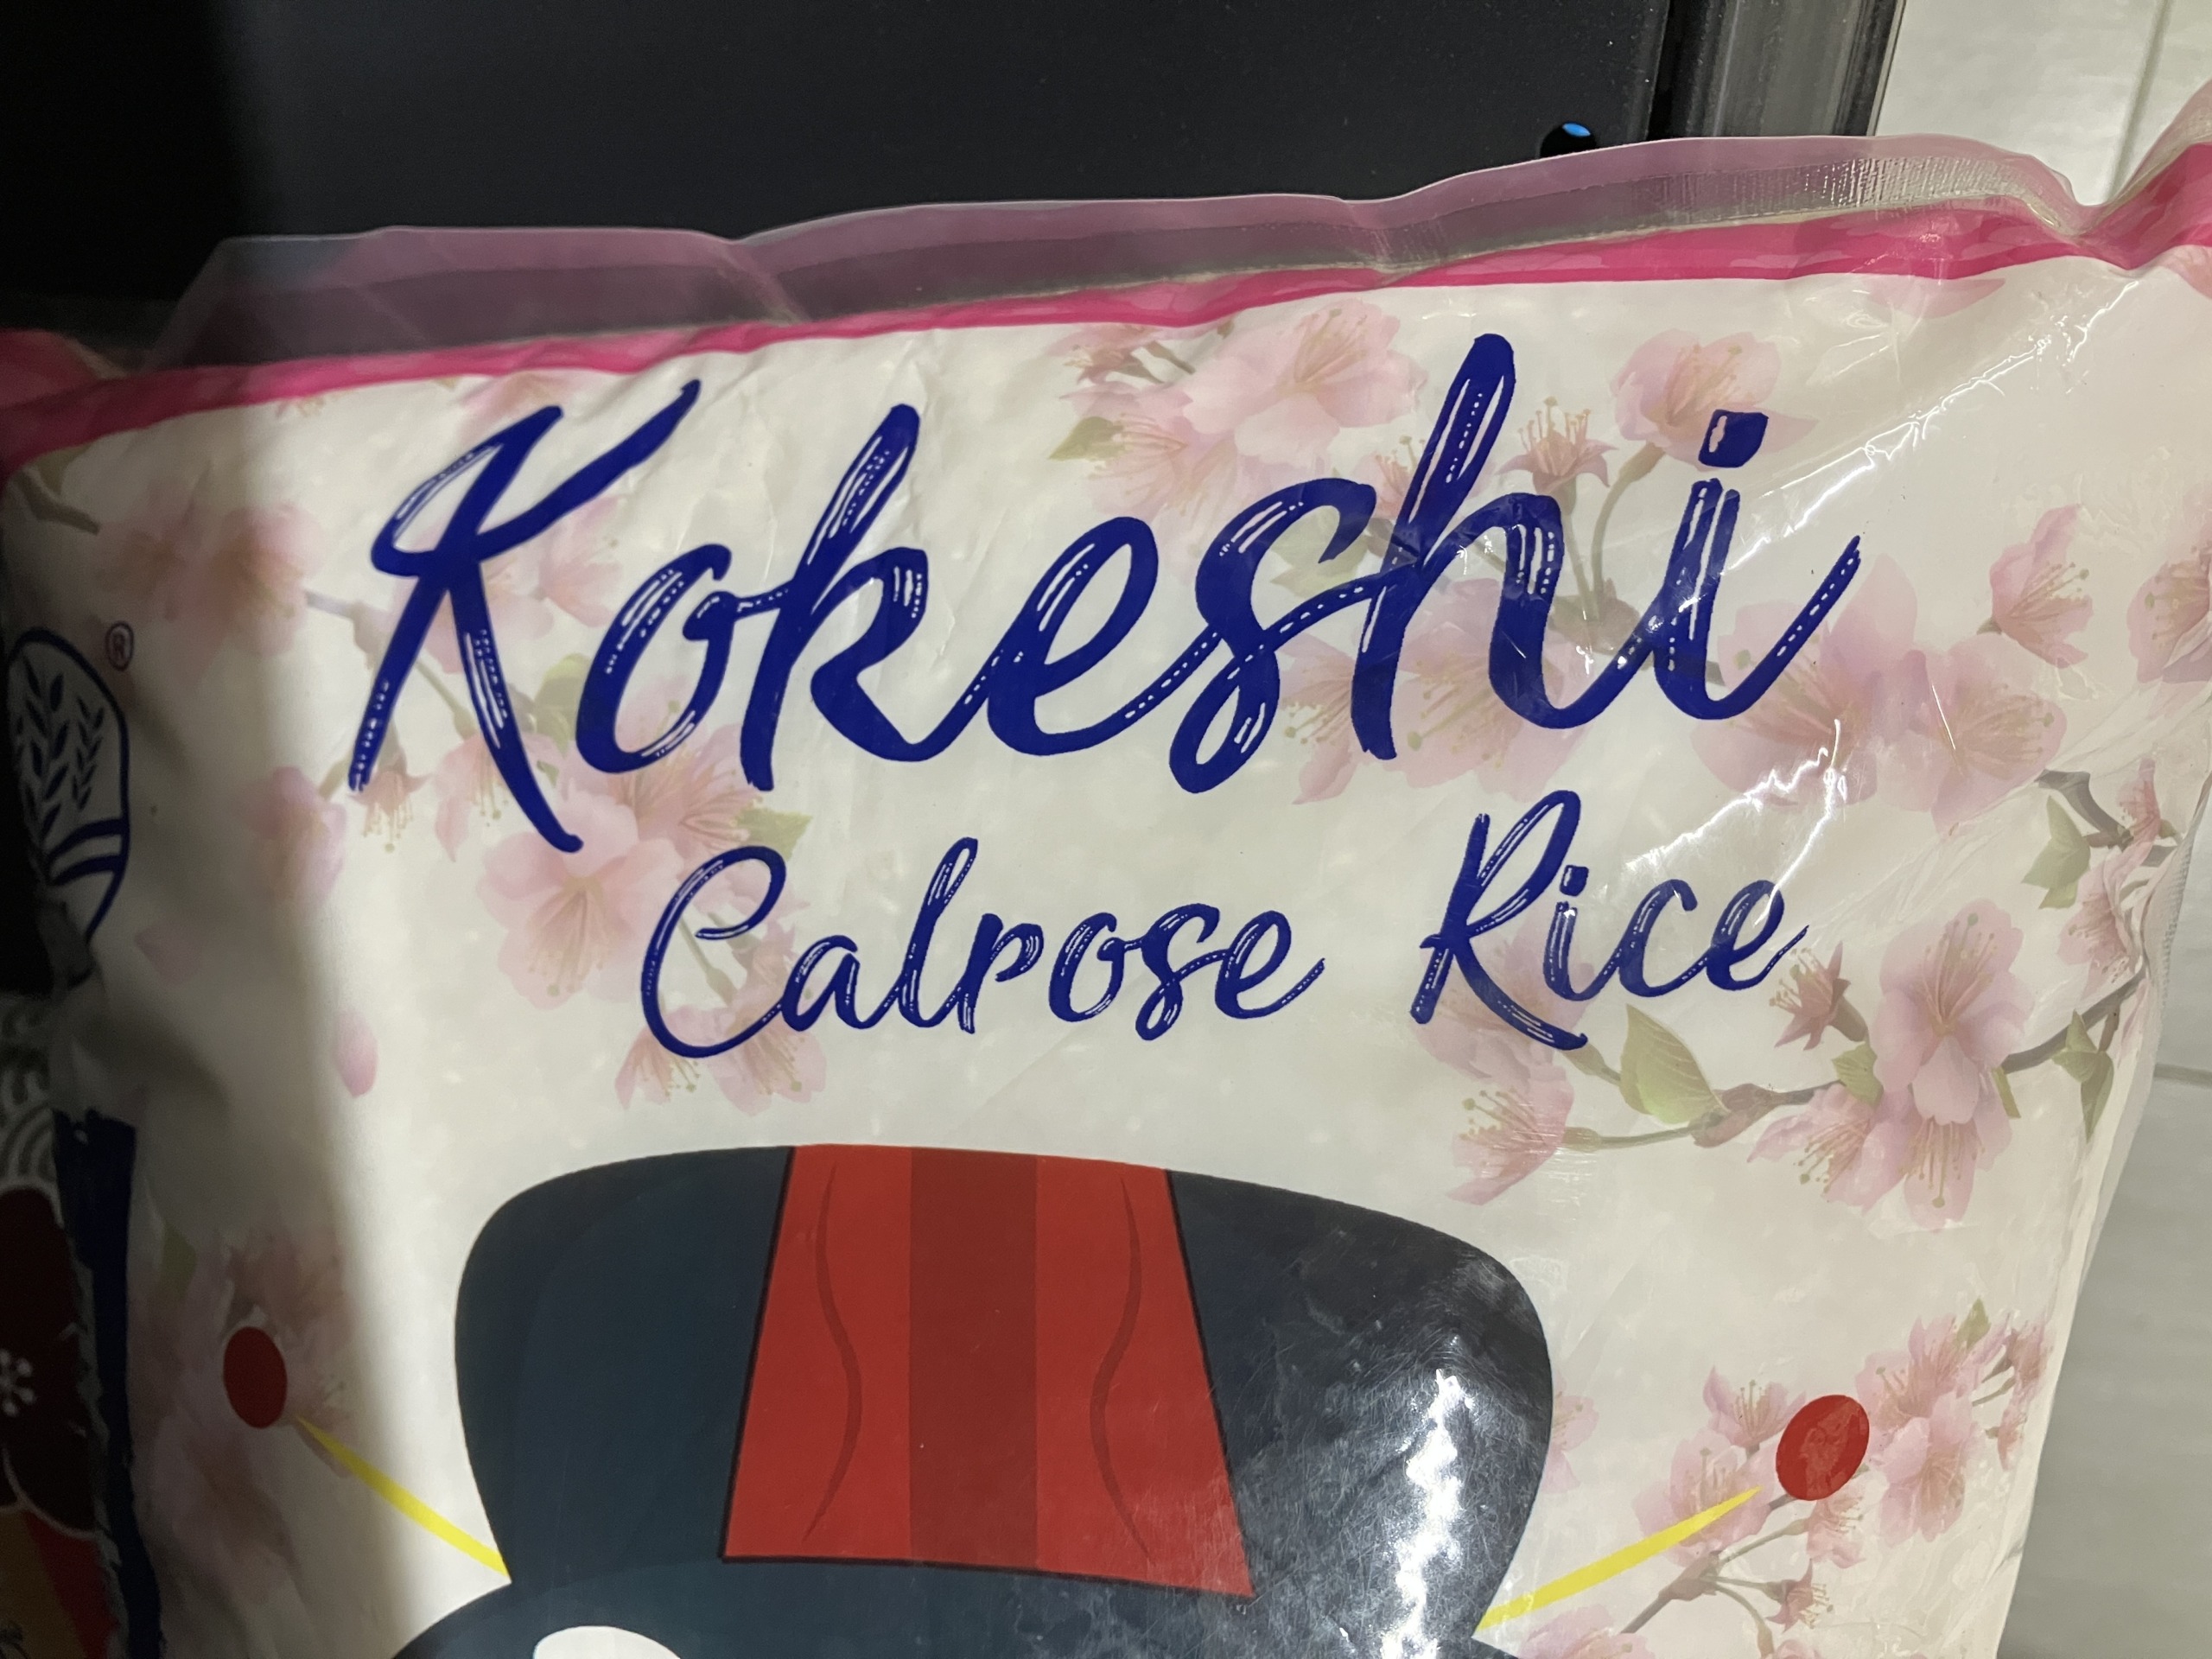 Kokeshi
Calrose Rice
®